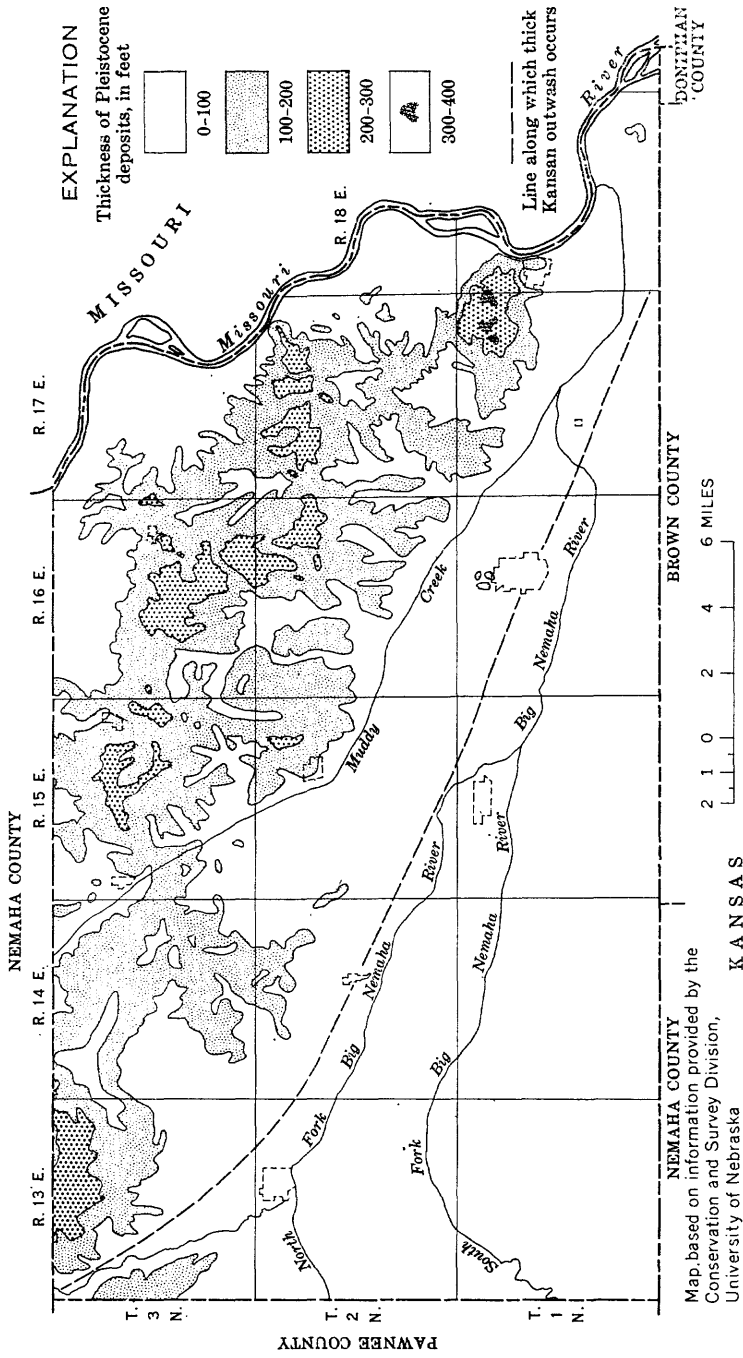 EXPLANATION
Thickness of Pleistocene
deposits, in feet
0-100
100-200
200-300
300-400
Line along which thick
Kansan outwash occurs
NEMAHA COUNTY
R. 13 E.
R. 14 E.
R. 15 E.
R. 16 E.
R. 17 E.
R. 18 E.
MISSOURI
Missouri
River
T.
3
N.
T.
2
N.
T.
1
N.
PAWNEE COUNTY
Muddy
Creek
North
Fork
Big
Nemaha
River
South
Fork
Big
Nemaha
River
Big
Nemaha
River
DONIPHAN
COUNTY
NEMAHA COUNTY
BROWN COUNTY
KANSAS
Map based on information provided by the
Conservation and Survey Division,
University of Nebraska
2 1 0 2 4 6 MILES